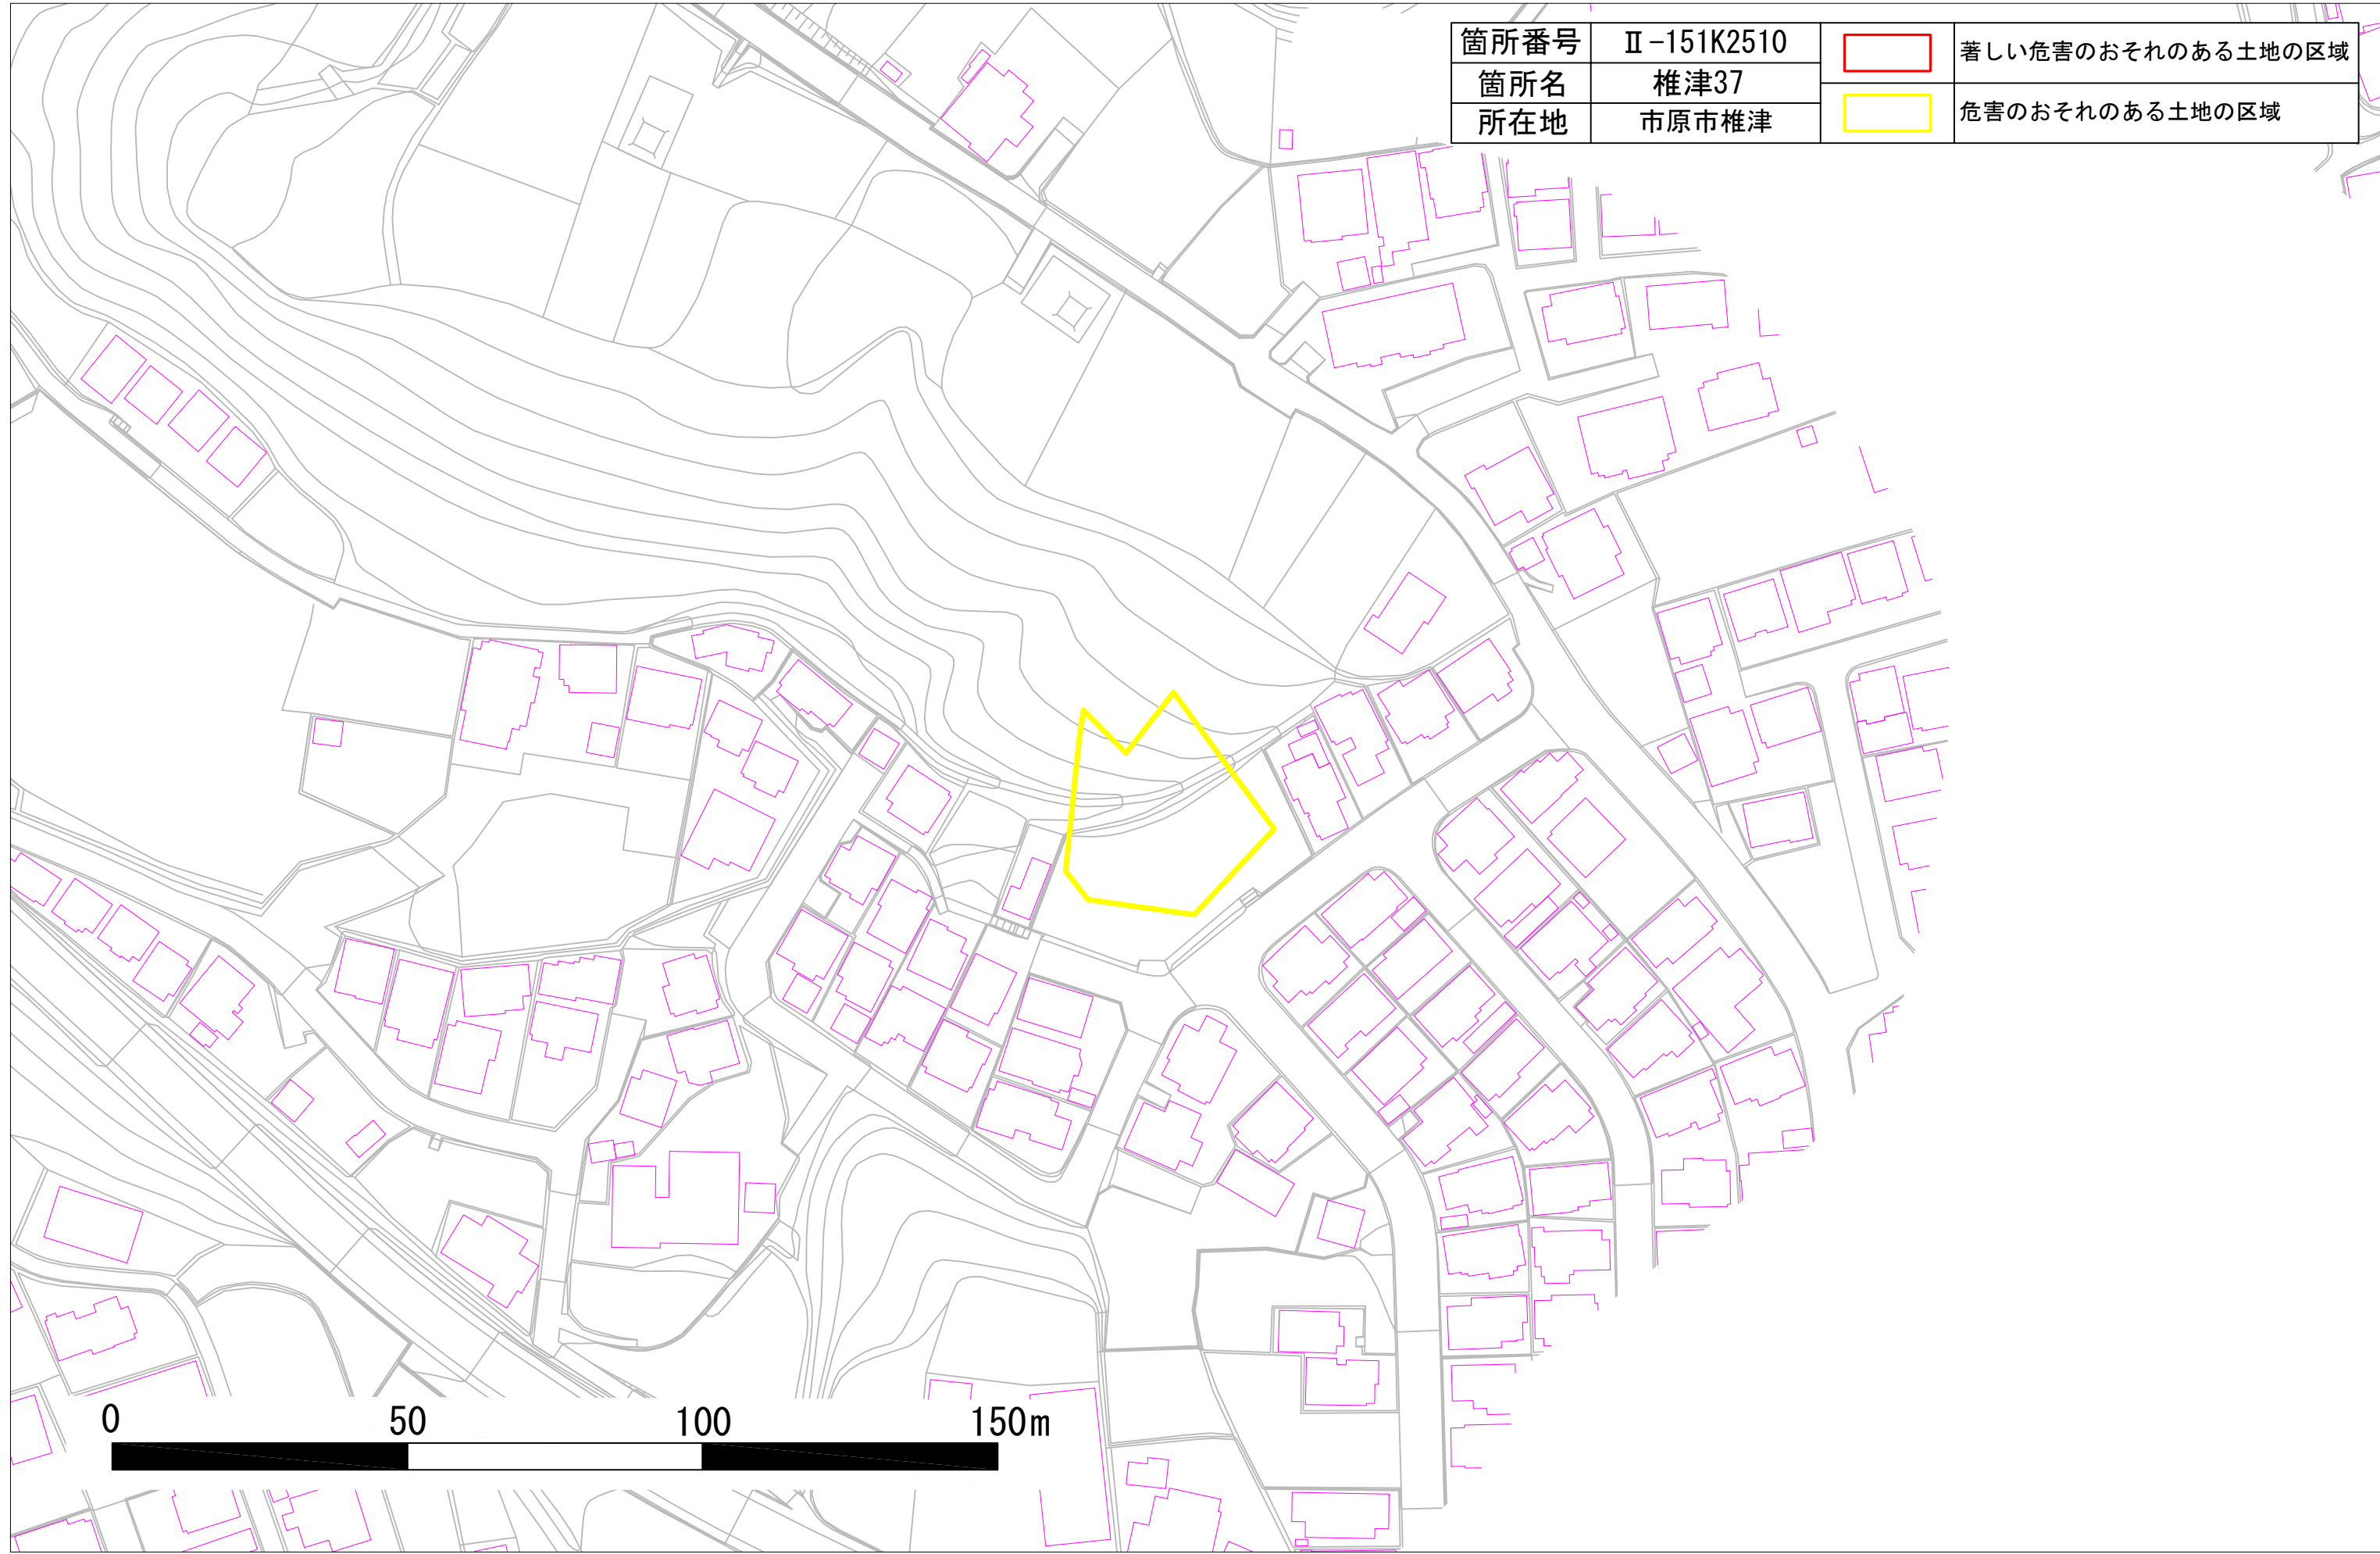 箇所番号 Ⅱ-151K2510
箇所名 椎津37
所在地 市原市椎津
著しい危害のおそれのある土地の区域
危害のおそれのある土地の区域
0 50 100 150m